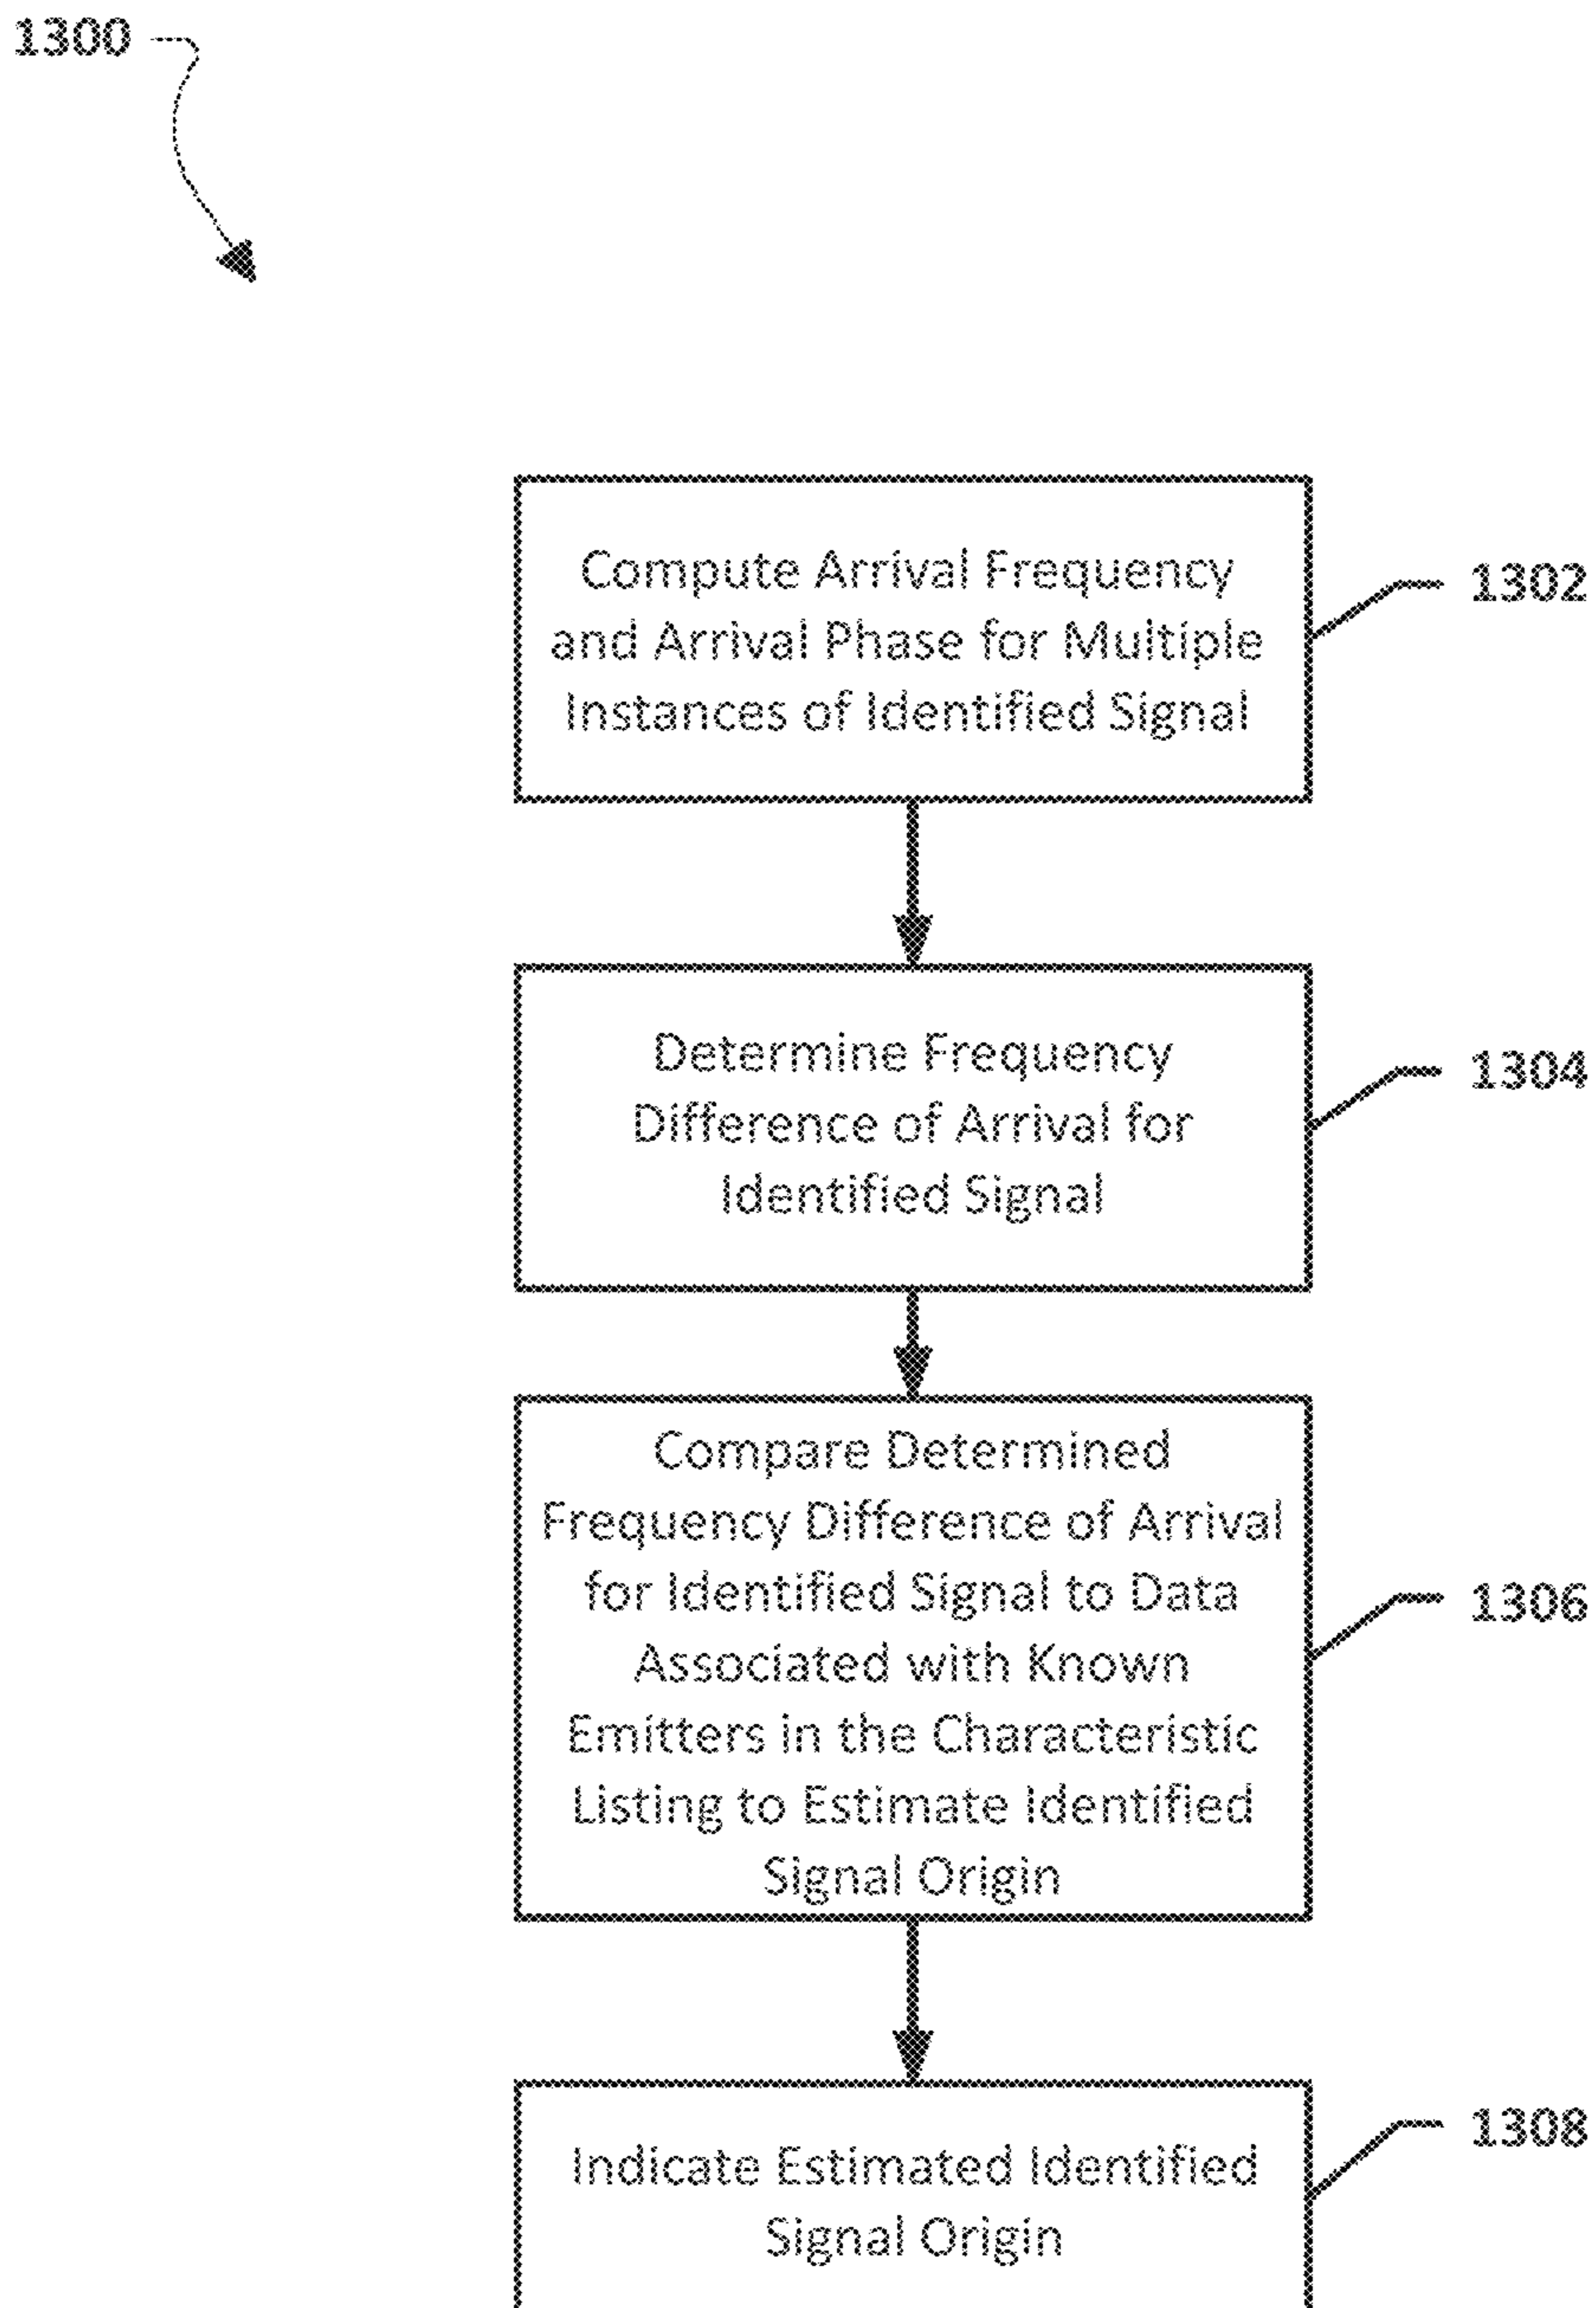 1300
Compute Arrival Frequency
and Arrival Phase for Multiple
Instances of Identified Signal
1302
Determine Frequency
Difference of Arrival for
Identified Signal
1304
Compare Determined
Frequency Difference of Arrival
for Identified Signal to Data
Associated with Known
Emitters in the Characteristic
Listing to Estimate Identified
Signal Origin
1306
Indicate Estimated Identified
Signal Origin
1308